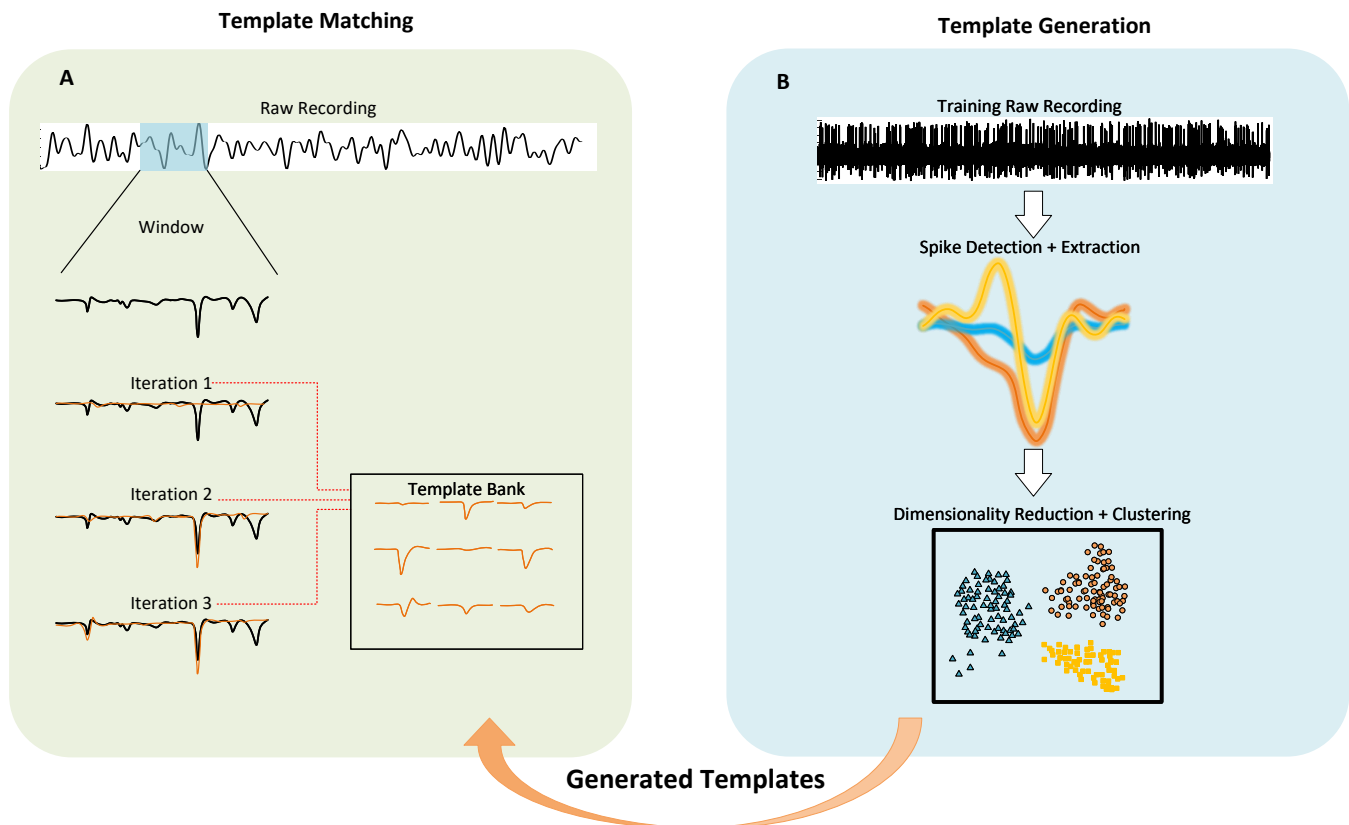 Template Matching
A
Raw Recording
Window
Iteration 1
Iteration 2
Iteration 3
Template Bank
Template Generation
B
Training Raw Recording
Spike Detection + Extraction
Dimensionality Reduction + Clustering
Generated Templates